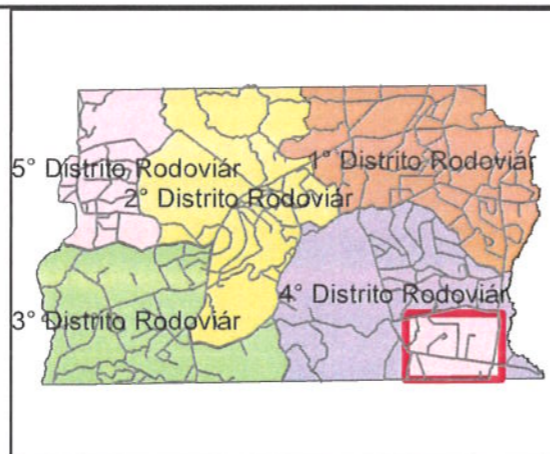 1° Distrito Rodoviár
5° Distrito Rodoviár
2° Distrito Rodoviár
4° Distrito Rodoviár
3° Distrito Rodoviár